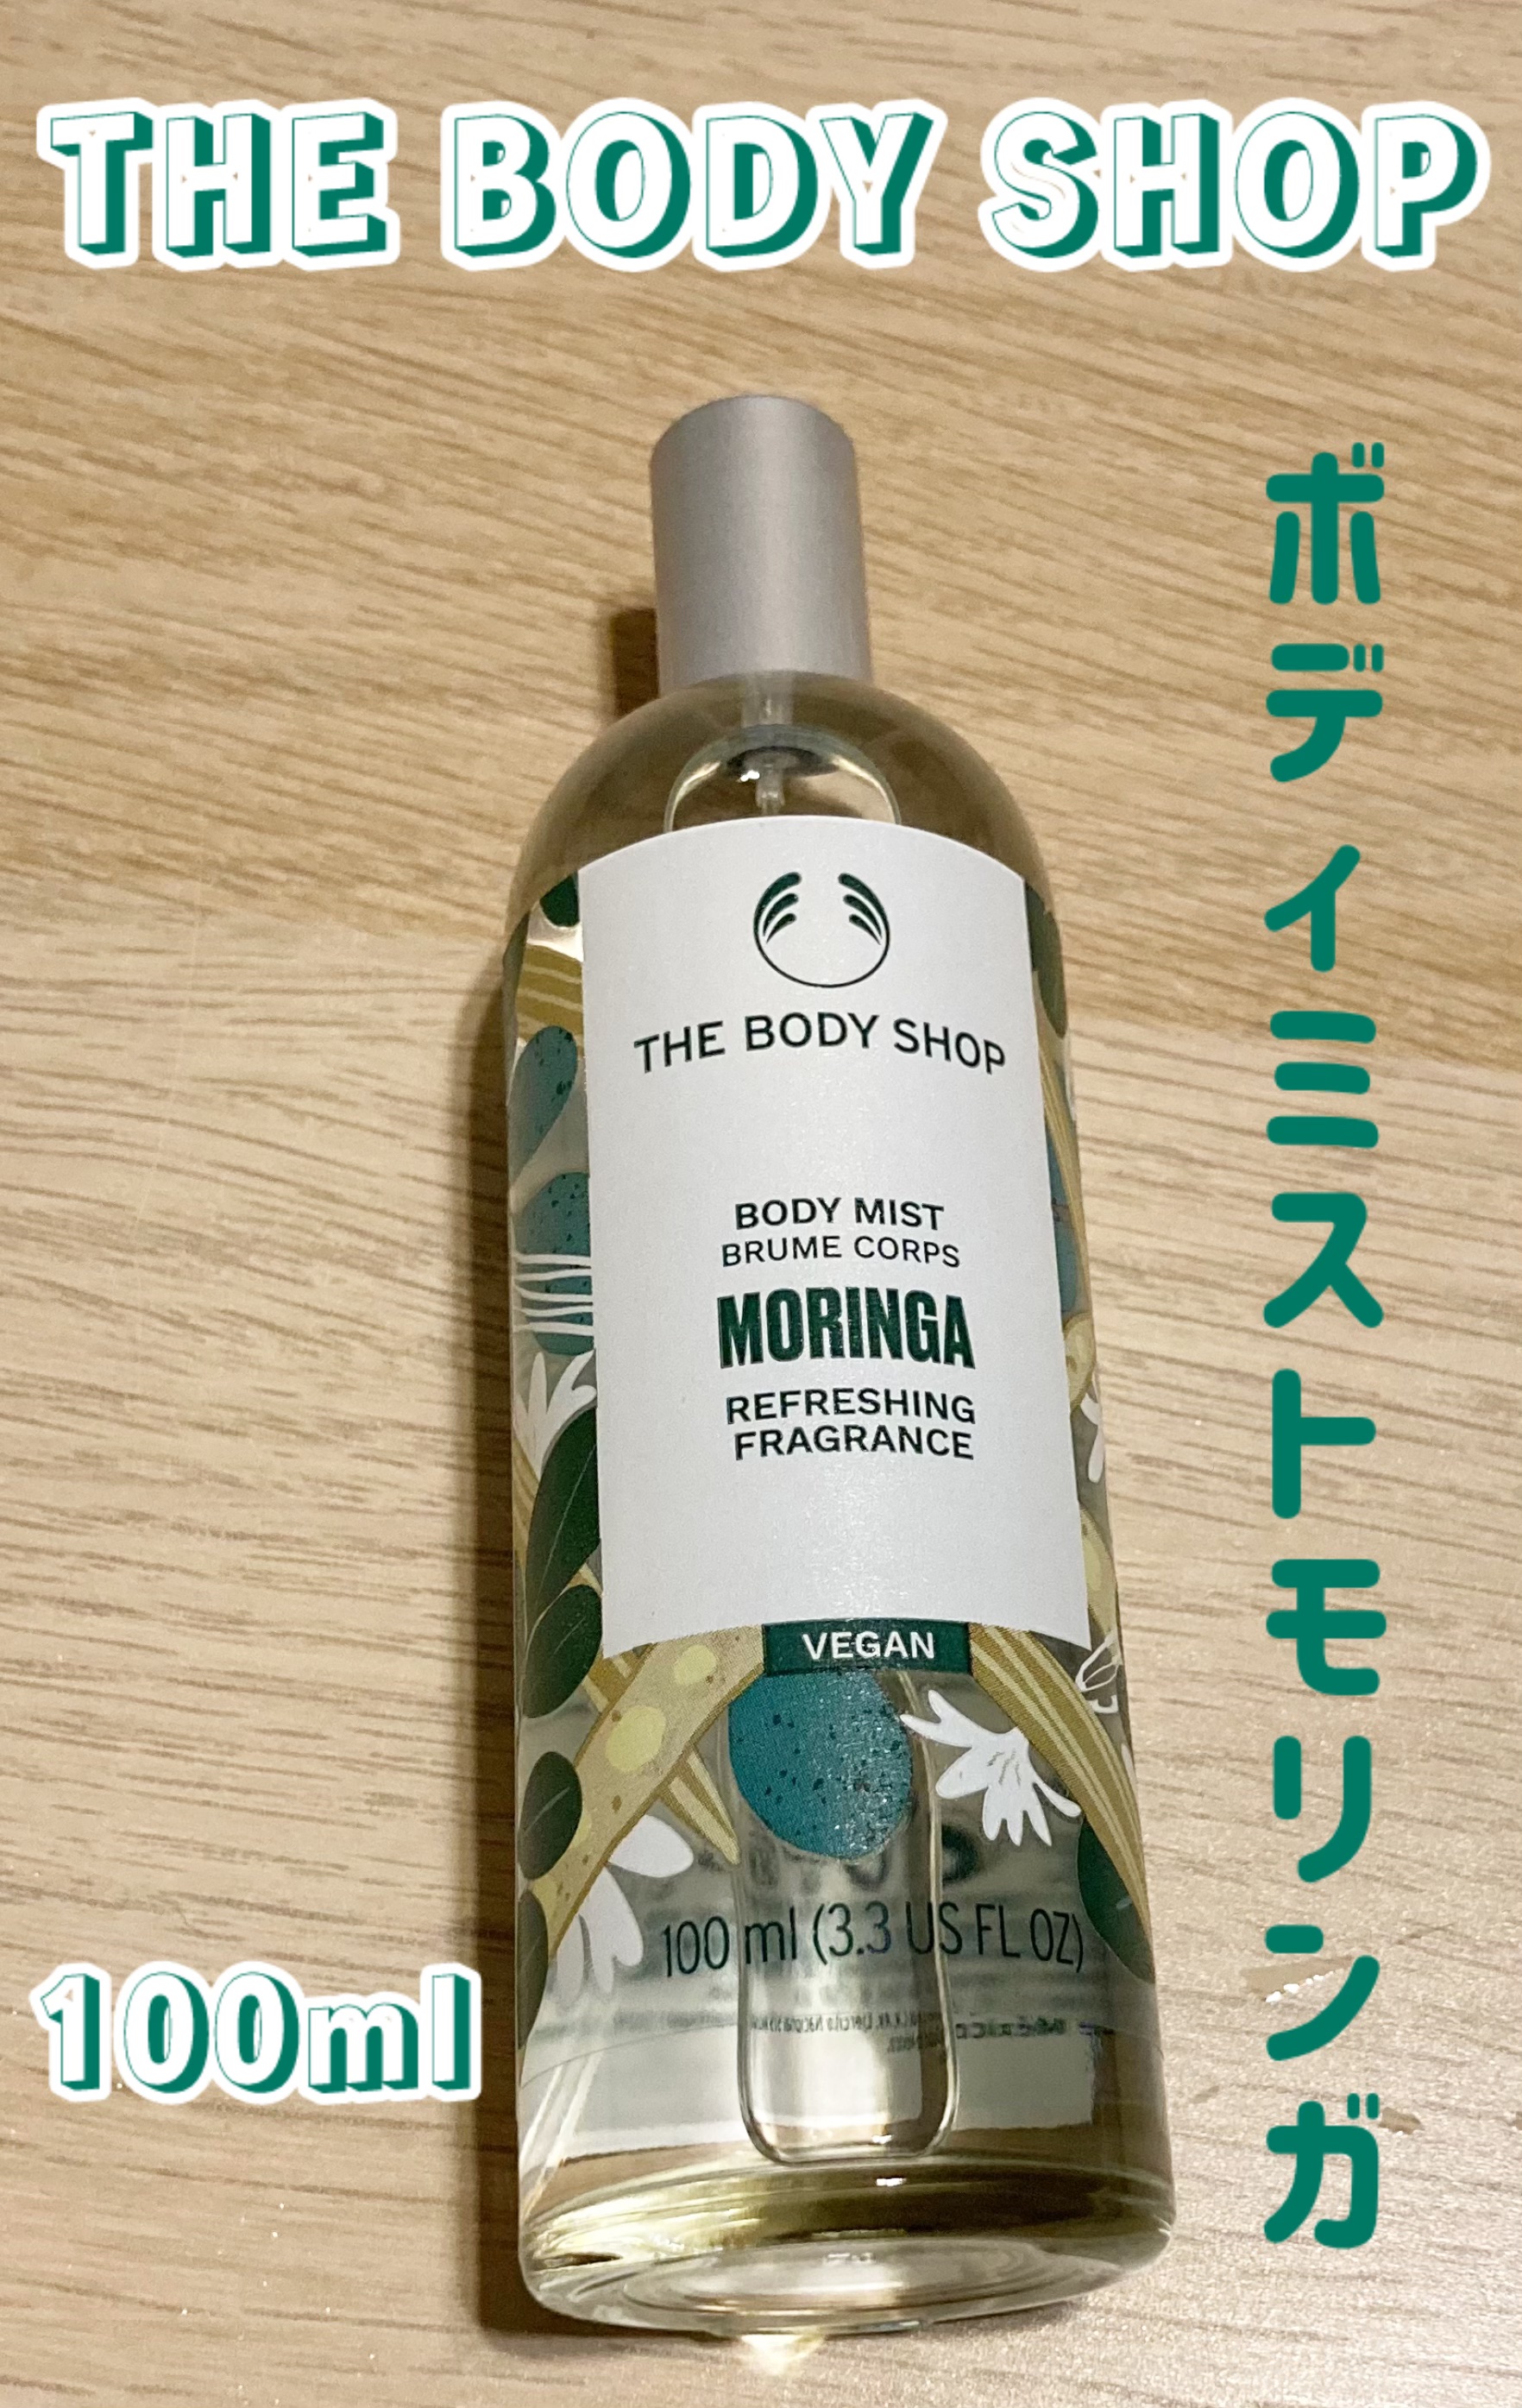 THE BODY SHOP
ボディミストモリンガ
THE BODY SHOP
BODY MIST
BRUME CORPS
MORINGA
REFRESHING
FRAGRANCE
VEGAN
100 ml (3.3 US FL OZ)
100ml